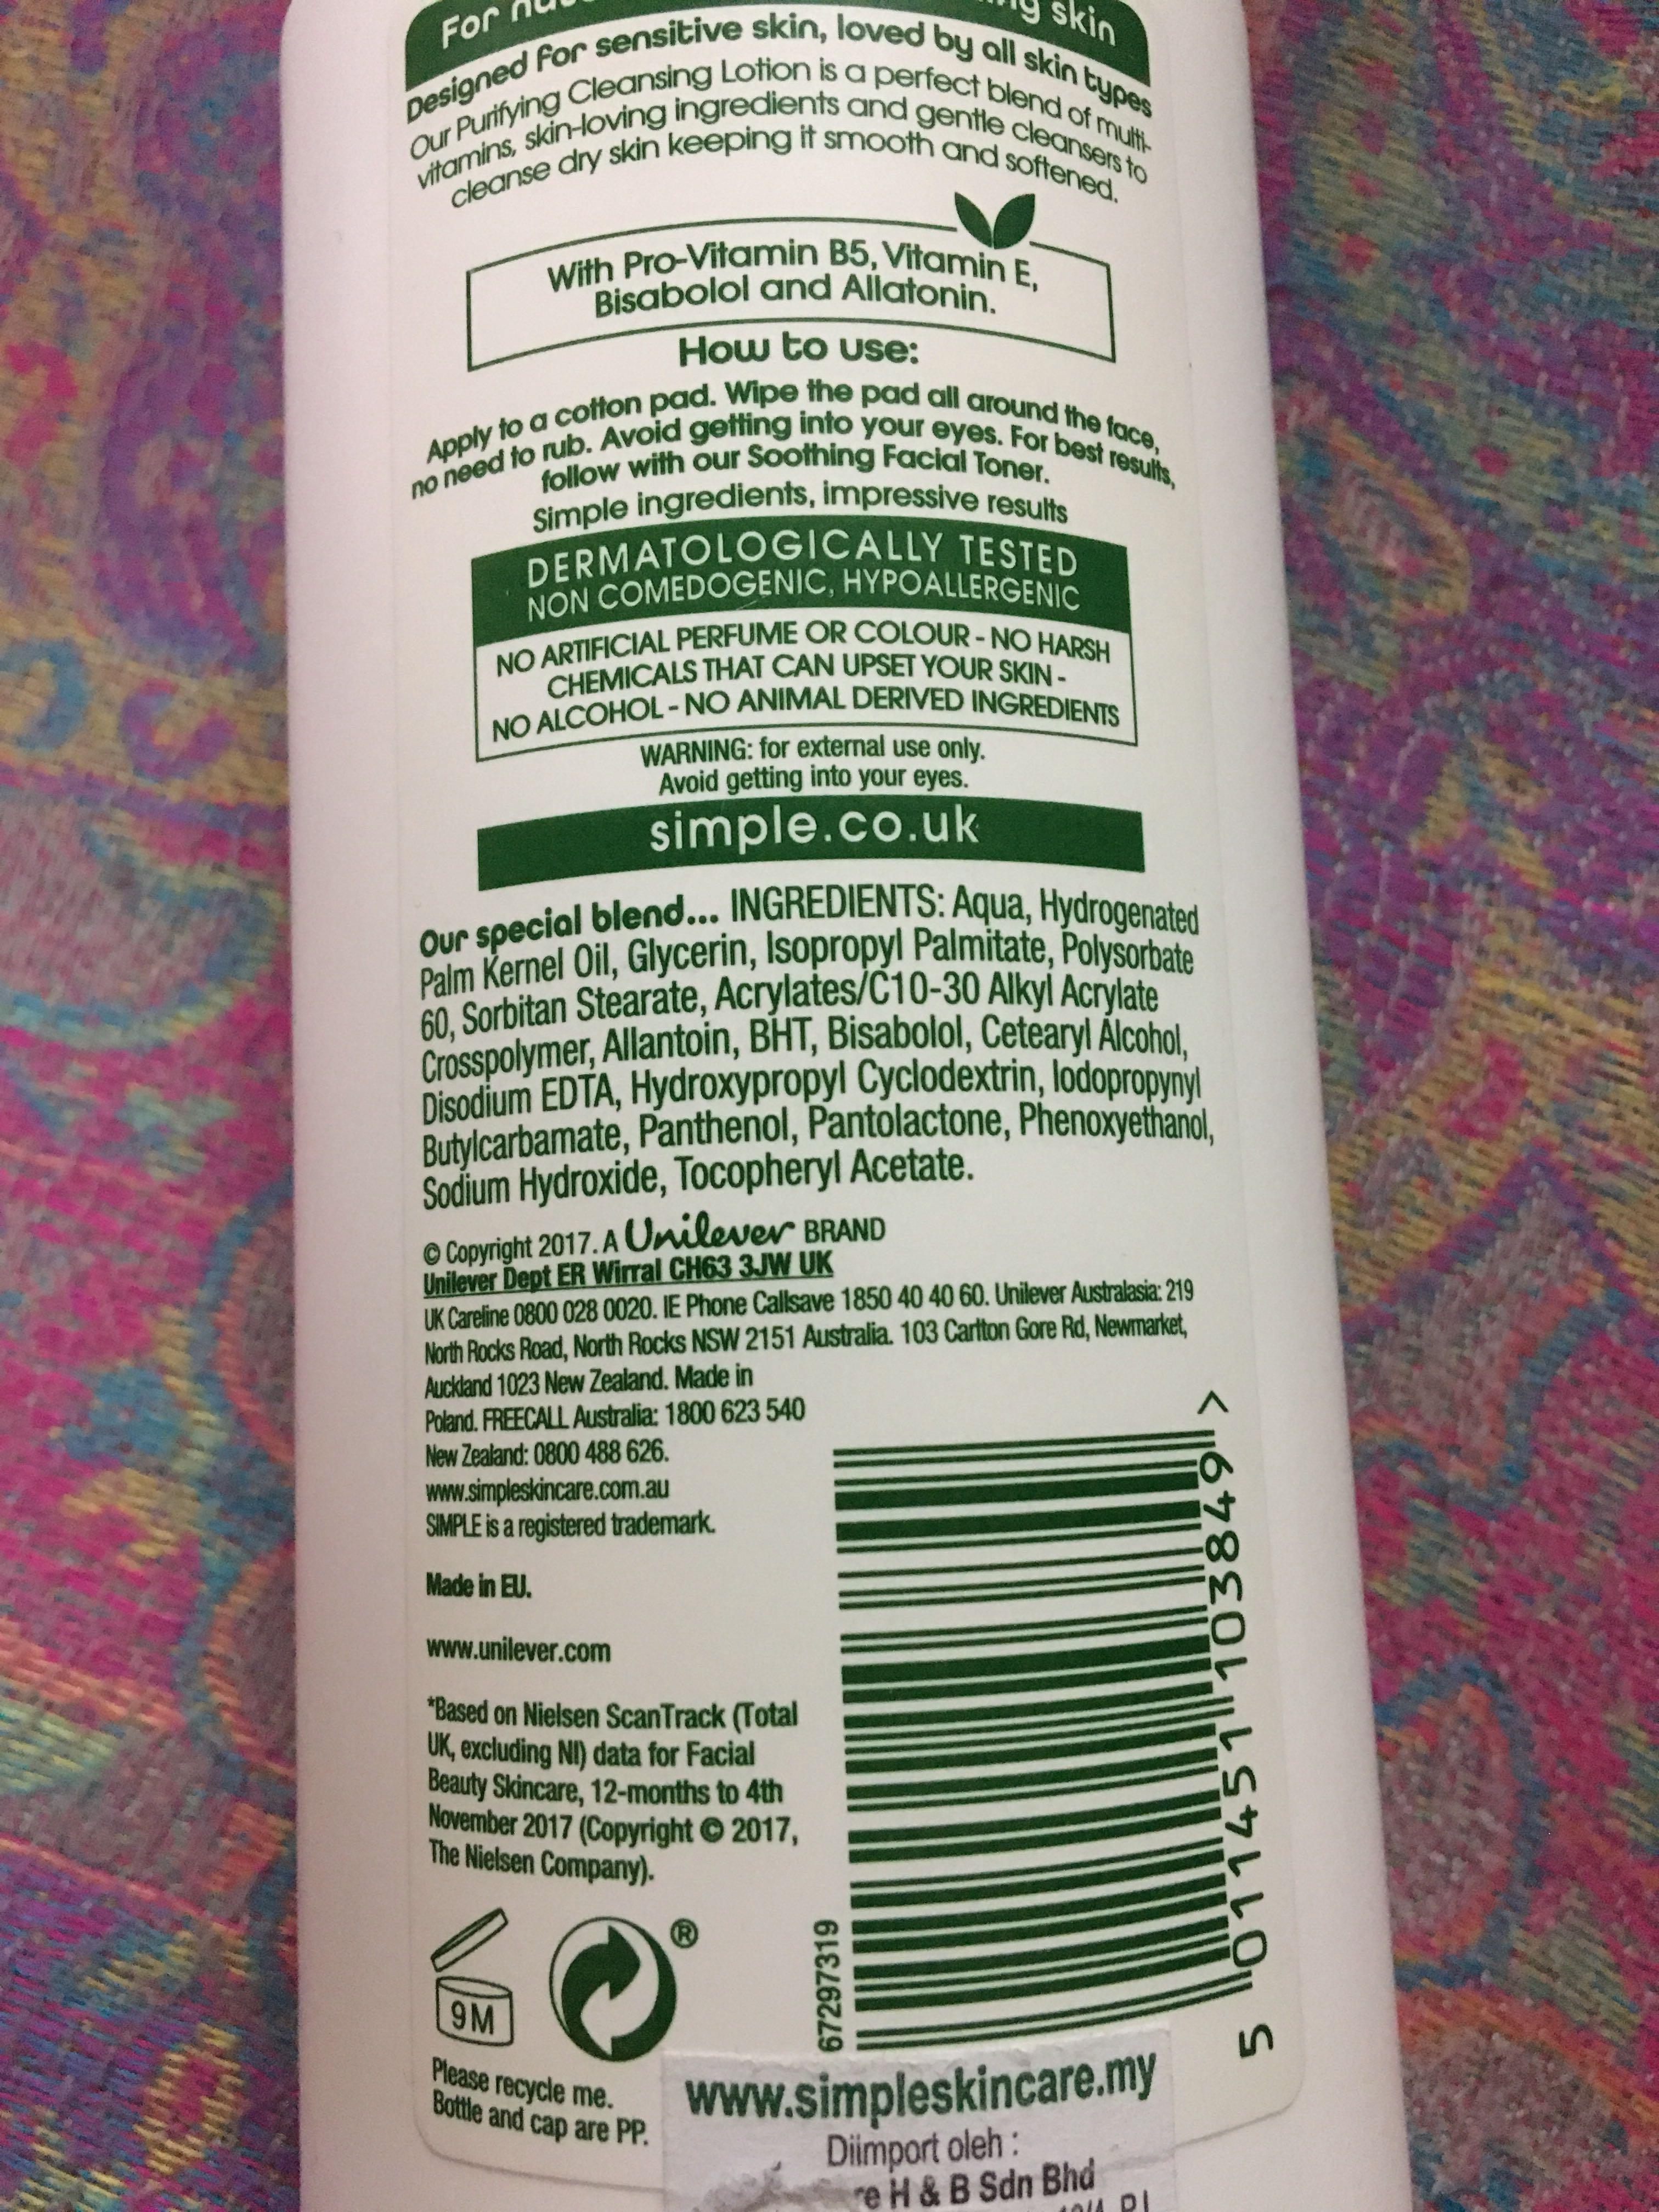 For
skin
Designed for sensitive skin, loved by all skin types
Our Purifying Cleansing Lotion is a perfect blend of multi-
vitamins, skin-loving ingredients and gentle cleansers to
cleanse dry skin keeping it smooth and softened.
With Pro-Vitamin B5, Vitamin E,
Bisabolol and Allatonin.
How to use:
Apply to a cotton pad. Wipe the pad all around the face,
no need to rub. Avoid getting into your eyes. For best results,
follow with our Soothing Facial Toner.
Simple ingredients, impressive results
DERMATOLOGICALLY TESTED
NON COMEDOGENIC, HYPOALLERGENIC
NO ARTIFICIAL PERFUME OR COLOUR - NO HARSH
CHEMICALS THAT CAN UPSET YOUR SKIN -
NO ALCOHOL - NO ANIMAL DERIVED INGREDIENTS
WARNING: for external use only.
Avoid getting into your eyes.
simple.co.uk
Our special blend... INGREDIENTS: Aqua, Hydrogenated
Palm Kernel Oil, Glycerin, Isopropyl Palmitate, Polysorbate
60, Sorbitan Stearate, Acrylates/C10-30 Alkyl Acrylate
Crosspolymer, Allantoin, BHT, Bisabolol, Cetearyl Alcohol,
Disodium EDTA, Hydroxypropyl Cyclodextrin, Iodopropynyl
Butylcarbamate, Panthenol, Pantolactone, Phenoxyethanol,
Sodium Hydroxide, Tocopheryl Acetate.
© Copyright 2017. A Unilever BRAND
Unilever Dept ER Wirral CH63 3JW UK
UK Careline 0800 028 0020. IE Phone Callsave 1850 40 40 60. Unilever Australasia: 219
North Rocks Road, North Rocks NSW 2151 Australia. 103 Carlton Gore Rd, Newmarket,
Auckland 1023 New Zealand. Made in
Poland. FREECALL Australia: 1800 623 540
New Zealand: 0800 488 626.
www.simpleskincare.com.au
SIMPLE is a registered trademark.
Made in EU.
www.unilever.com
*Based on Nielsen ScanTrack (Total
UK, excluding NI) data for Facial
Beauty Skincare, 12-months to 4th
November 2017 (Copyright © 2017,
The Nielsen Company).
9M
®
Please recycle me.
Bottle and cap are PP.
67297319
5 011451 103849 >
www.simpleskincare.my
Diimport oleh :
H & B Sdn Bhd